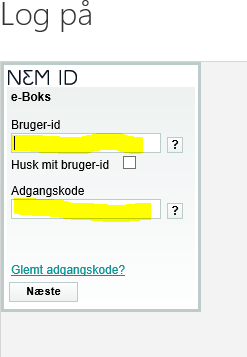 Log på
NEM ID
e-Boks
Bruger-id
?
Husk mit bruger-id
Adgangskode
?
Glemt adgangskode?
Næste